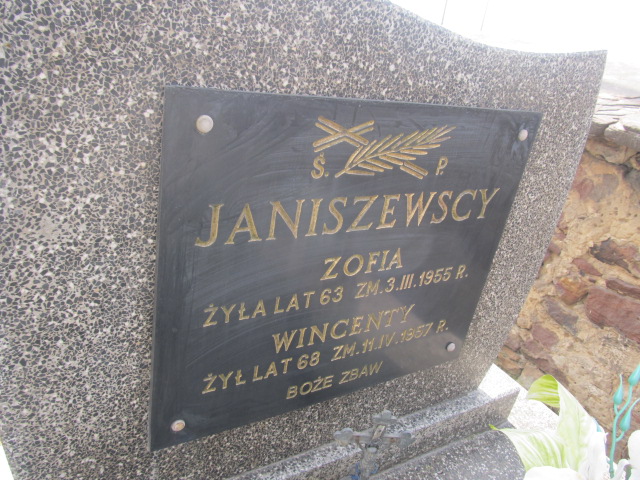 Ś. P.
JANISZEWSCY
ZOFIA
ŻYŁA LAT 63 ZM. 3.III.1955 R.
WINCENTY
ŻYŁ LAT 68 ZM. 11.IV.1957 R.
BOŻE ZBAW